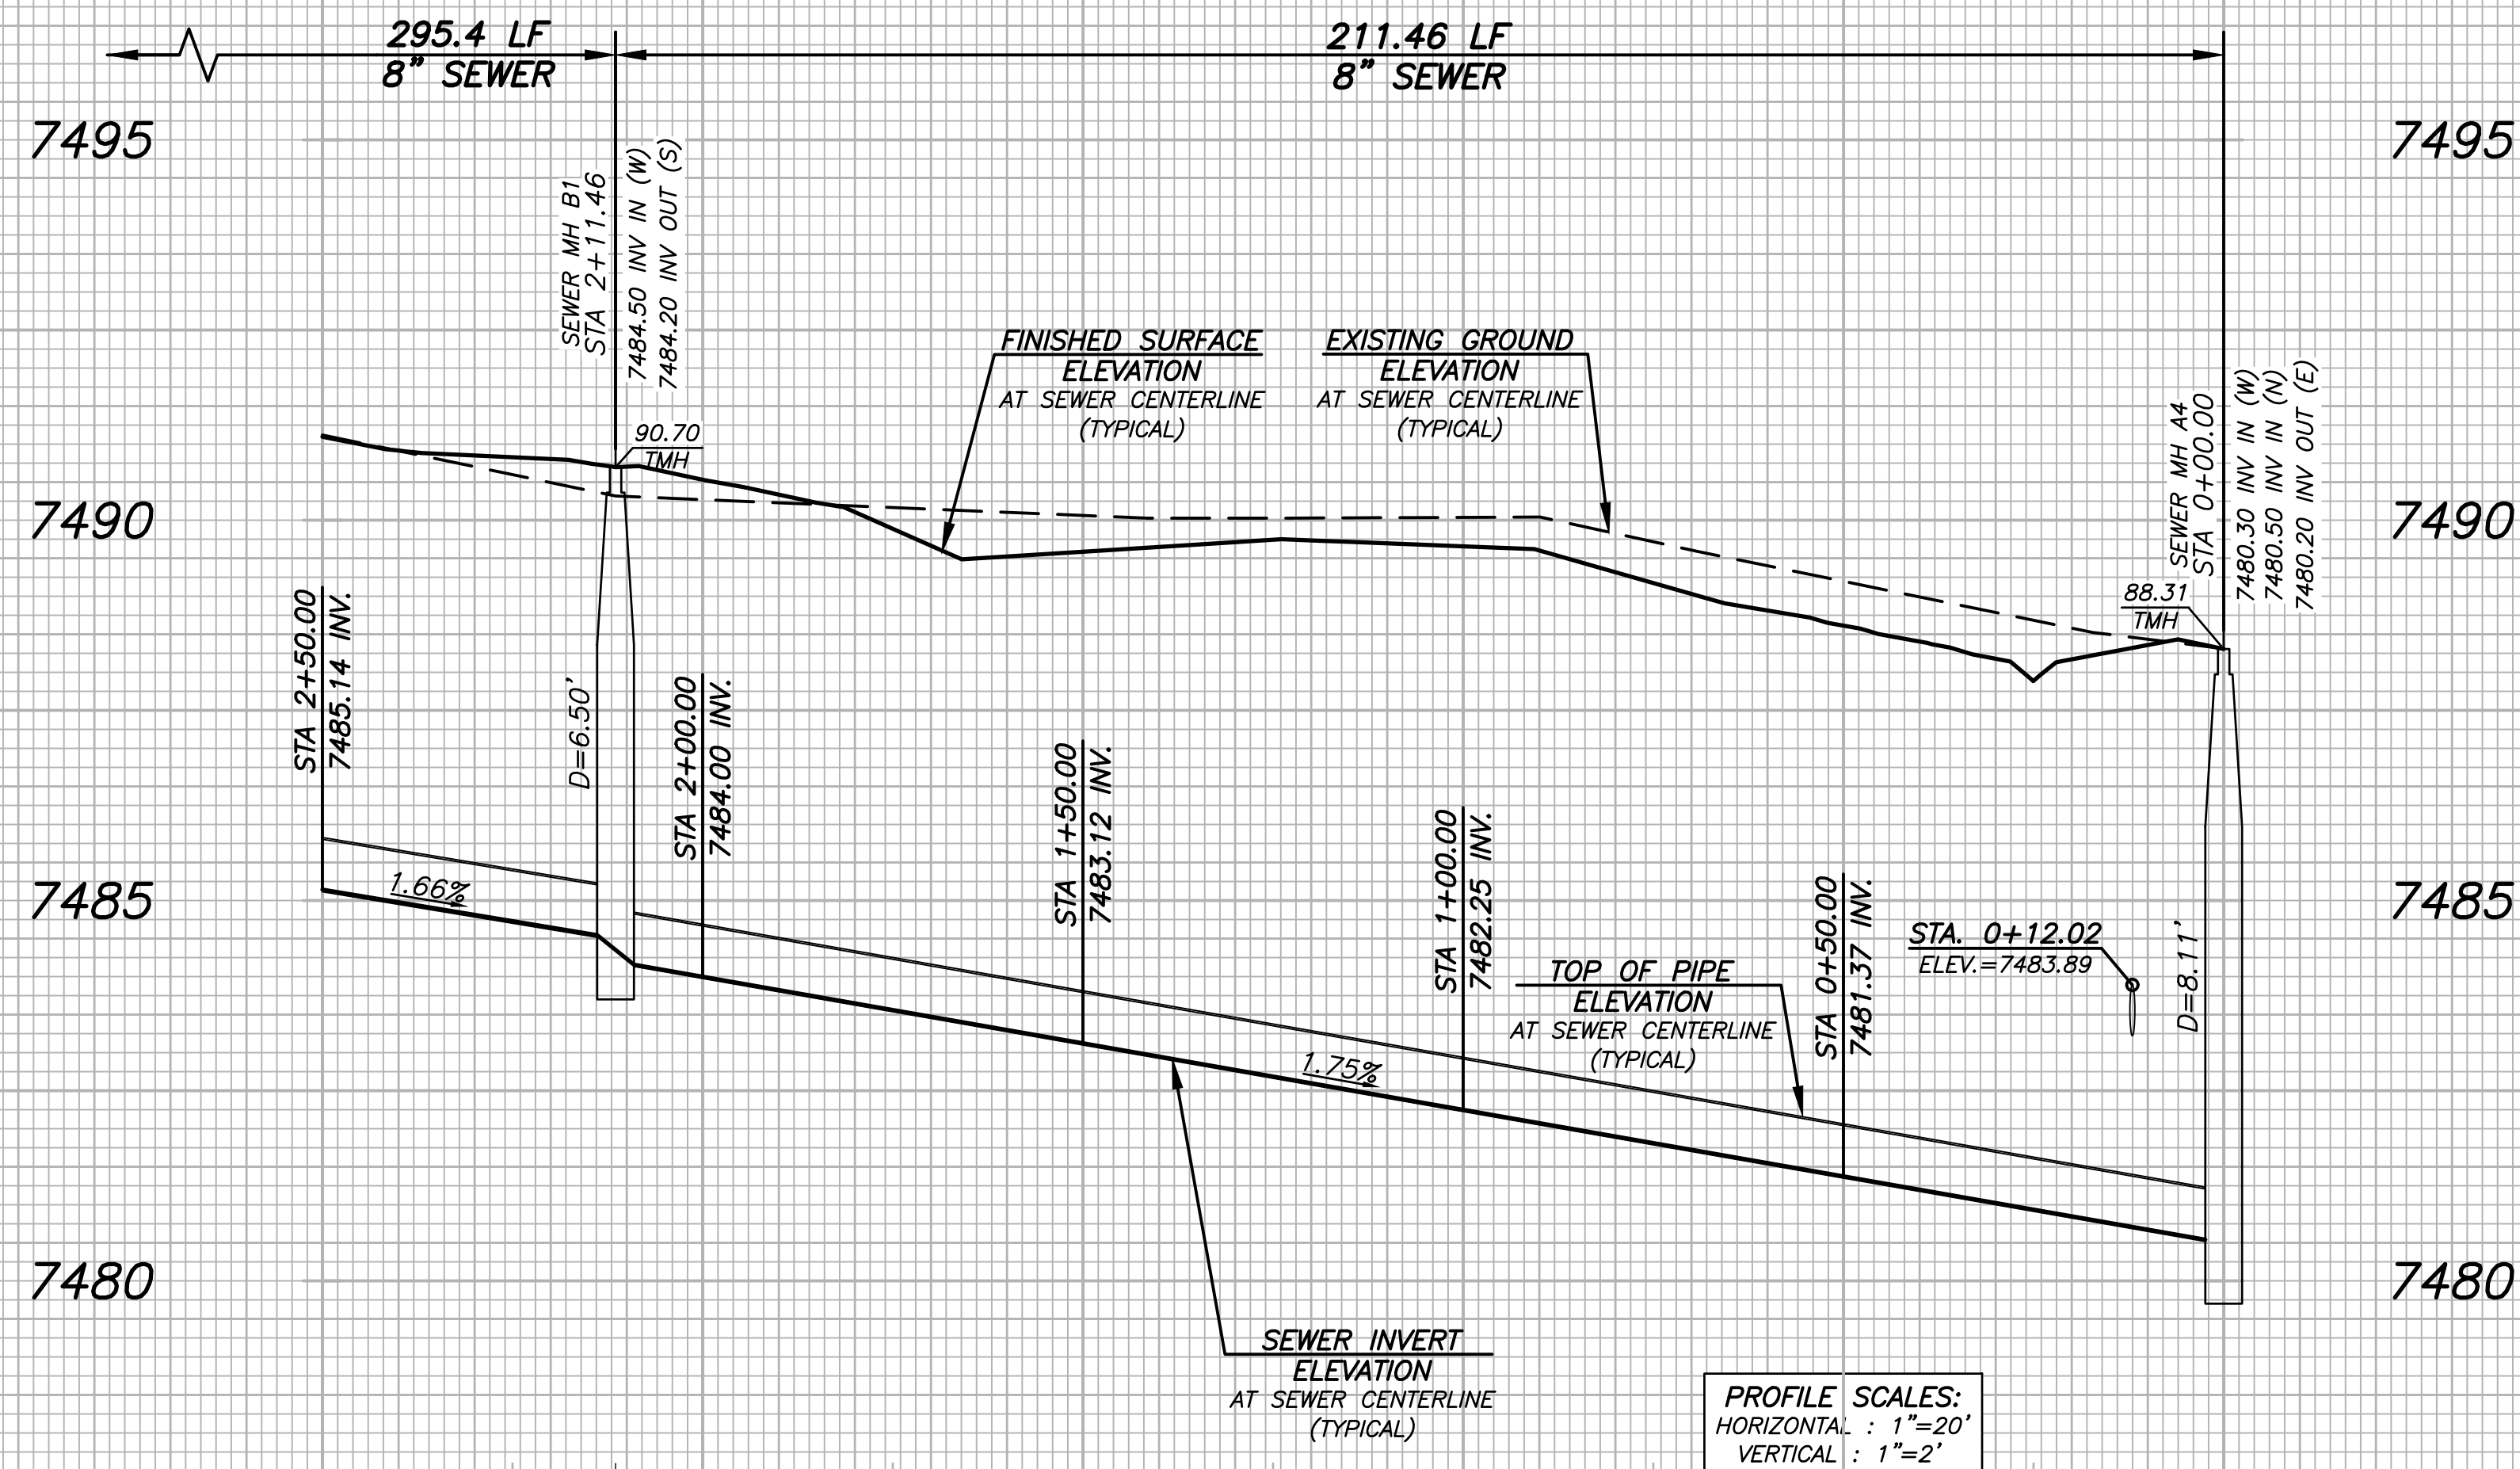 295.4 LF
8" SEWER
211.46 LF
8" SEWER
7495
7495
SEWER MH B1
STA 2+11.46
7484.50 INV IN (W)
7484.20 INV OUT (S)
FINISHED SURFACE
ELEVATION
AT SEWER CENTERLINE
(TYPICAL)
EXISTING GROUND
ELEVATION
AT SEWER CENTERLINE
(TYPICAL)
SEWER MH A4
STA 0+00.00
7480.30 INV IN (W)
7480.50 INV IN (N)
7480.20 INV OUT (E)
90.70
TMH
7490
7490
88.31
TMH
STA 2+50.00
7485.14 INV.
D=6.50'
STA 2+00.00
7484.00 INV.
STA 1+50.00
7483.12 INV.
STA 1+00.00
7482.25 INV.
STA 0+50.00
7481.37 INV.
7485
1.66%
STA. 0+12.02
ELEV.=7483.89
D=8.11'
7485
TOP OF PIPE
ELEVATION
AT SEWER CENTERLINE
(TYPICAL)
1.75%
7480
7480
SEWER INVERT
ELEVATION
AT SEWER CENTERLINE
(TYPICAL)
PROFILE SCALES:
HORIZONTAL : 1"=20'
VERTICAL : 1"=2'